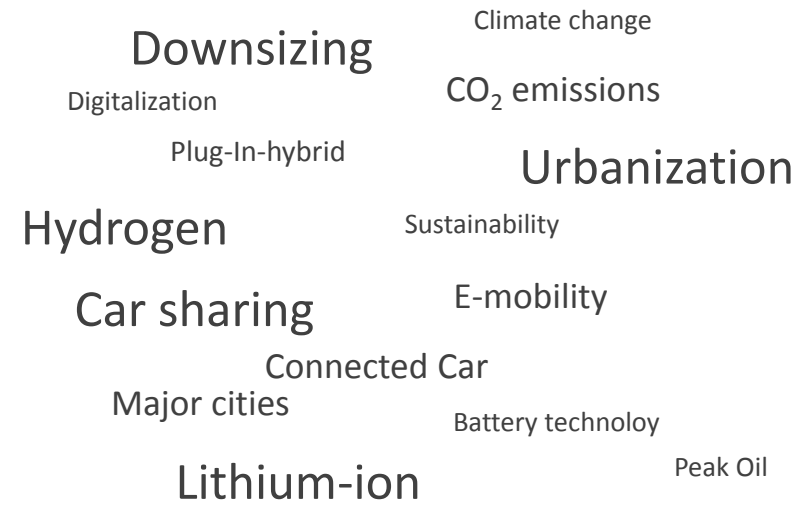 Climate change
Downsizing
CO₂ emissions
Digitalization
Plug-In-hybrid
Urbanization
Hydrogen
Sustainability
Car sharing
E-mobility
Connected Car
Major cities
Battery technoloy
Peak Oil
Lithium-ion